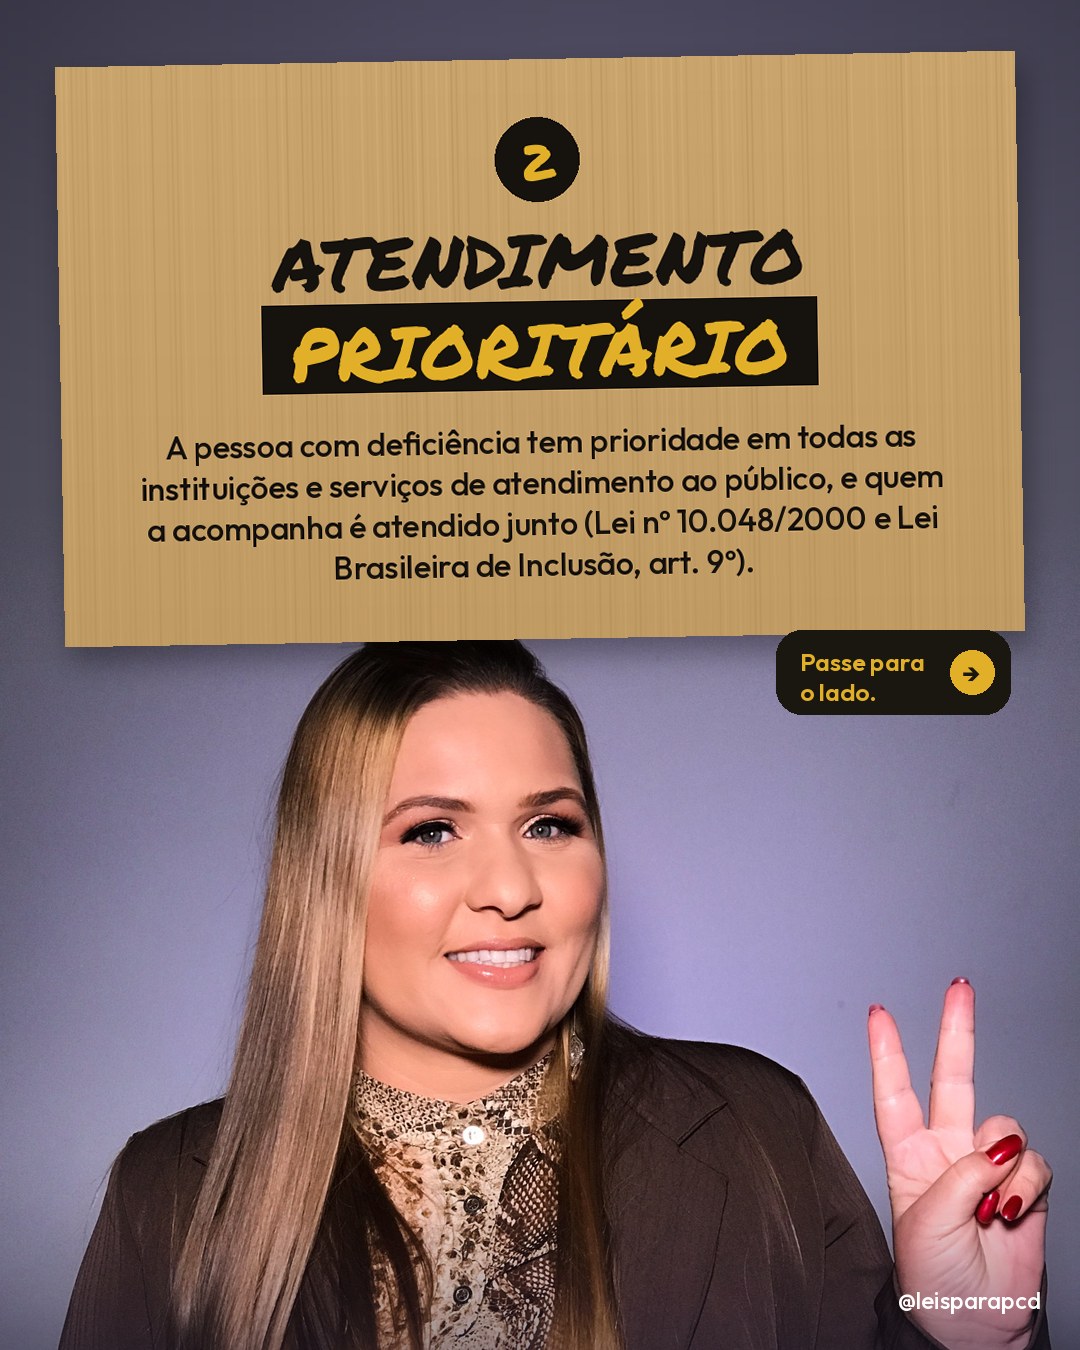 2
ATENDIMENTO
PRIORITÁRIO
A pessoa com deficiência tem prioridade em todas as
instituições e serviços de atendimento ao público, e quem
a acompanha é atendido junto (Lei nº 10.048/2000 e Lei
Brasileira de Inclusão, art. 9º).
Passe para
o lado.
@leisparapcd